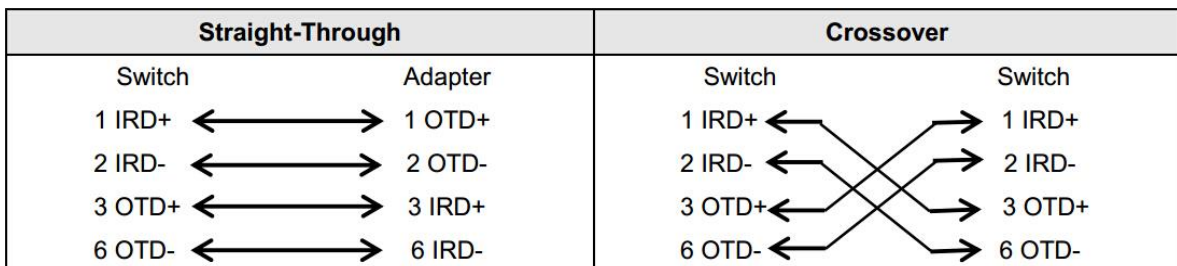 Straight-Through Crossover
Switch Adapter Switch Switch
1 IRD+ 1 OTD+ 1 IRD+ 1 IRD+
2 IRD- 2 OTD- 2 IRD- 2 IRD-
3 OTD+ 3 IRD+ 3 OTD+ 3 OTD+
6 OTD- 6 IRD- 6 OTD- 6 OTD-